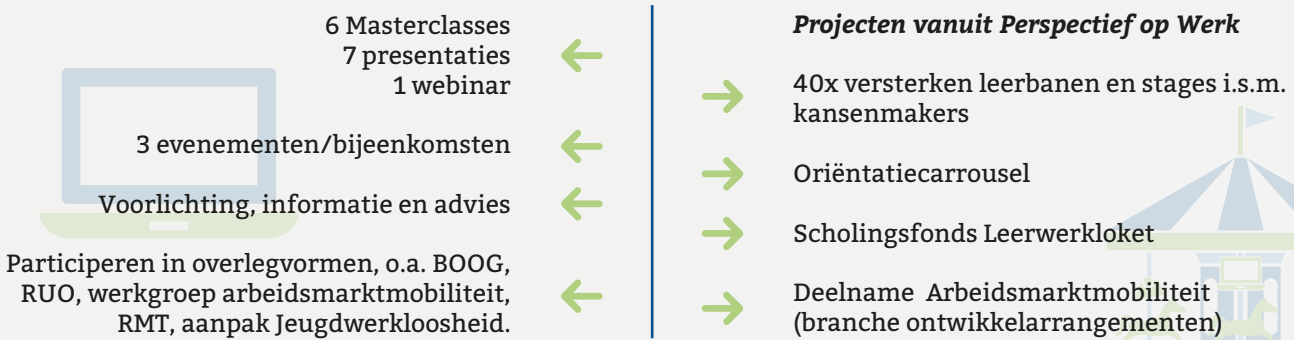 6 Masterclasses
7 presentaties
1 webinar
3 evenementen/bijeenkomsten
Voorlichting, informatie en advies
Participeren in overlegvormen, o.a. BOOG,
RUO, werkgroep arbeidsmarktmobiliteit,
RMT, aanpak Jeugdwerkloosheid.
Projecten vanuit Perspectief op Werk
40x versterken leerbanen en stages i.s.m.
kansenmakers
Oriëntatiecarrousel
Scholingsfonds Leerwerkloket
Deelname Arbeidsmarktmobiliteit
(branche ontwikkelarrangementen)